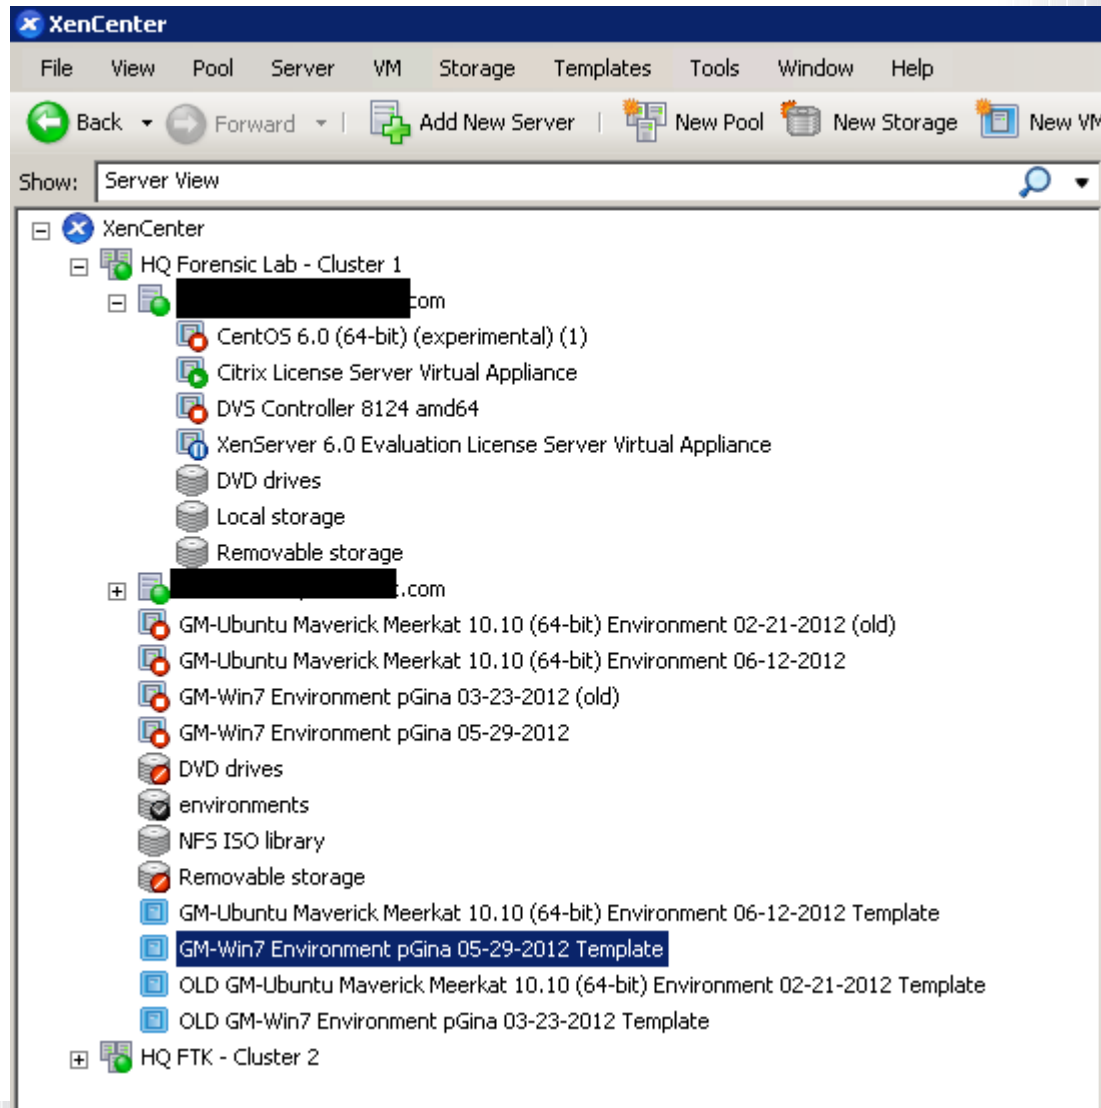 XenCenter
File View Pool Server VM Storage Templates Tools Window Help
Back Forward Add New Server New Pool New Storage New VM
Show: Server View
XenCenter
HQ Forensic Lab - Cluster 1
com
CentOS 6.0 (64-bit) (experimental) (1)
Citrix License Server Virtual Appliance
DVS Controller 8124 amd64
XenServer 6.0 Evaluation License Server Virtual Appliance
DVD drives
Local storage
Removable storage
.com
GM-Ubuntu Maverick Meerkat 10.10 (64-bit) Environment 02-21-2012 (old)
GM-Ubuntu Maverick Meerkat 10.10 (64-bit) Environment 06-12-2012
GM-Win7 Environment pGina 03-23-2012 (old)
GM-Win7 Environment pGina 05-29-2012
DVD drives
environments
NFS ISO library
Removable storage
GM-Ubuntu Maverick Meerkat 10.10 (64-bit) Environment 06-12-2012 Template
GM-Win7 Environment pGina 05-29-2012 Template
OLD GM-Ubuntu Maverick Meerkat 10.10 (64-bit) Environment 02-21-2012 Template
OLD GM-Win7 Environment pGina 03-23-2012 Template
HQ FTK - Cluster 2